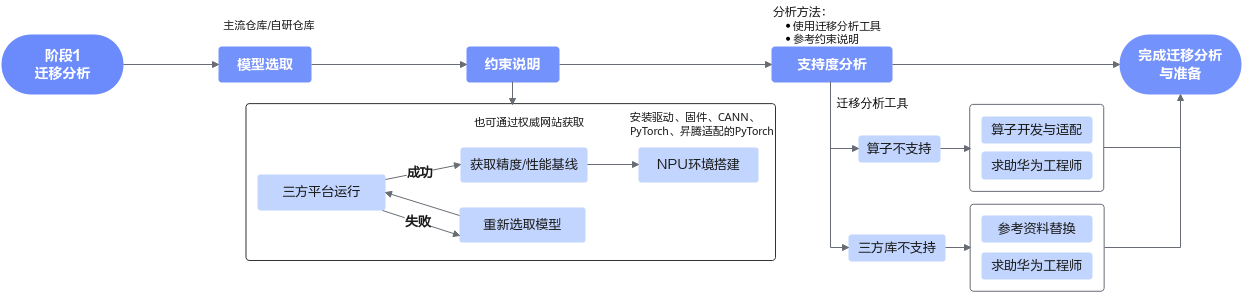 阶段1
迁移分析
主流仓库/自研仓库
模型选取
约束说明
分析方法：
• 使用迁移分析工具
• 参考约束说明
支持度分析
完成迁移分析
与准备
也可通过权威网站获取
安装驱动、固件、CANN、
PyTorch、昇腾适配的PyTorch
三方平台运行
成功
获取精度/性能基线
NPU环境搭建
失败
重新选取模型
迁移分析工具
算子不支持
算子开发与适配
求助华为工程师
三方库不支持
参考资料替换
求助华为工程师